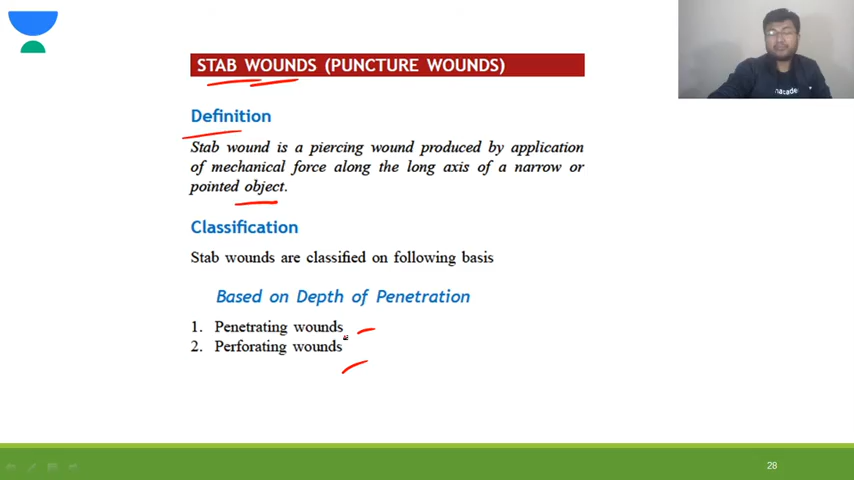 STAB WOUNDS (PUNCTURE WOUNDS)
Definition
Stab wound is a piercing wound produced by application
of mechanical force along the long axis of a narrow or
pointed object.
Classification
Stab wounds are classified on following basis
Based on Depth of Penetration
1. Penetrating wounds
2. Perforating wounds
28